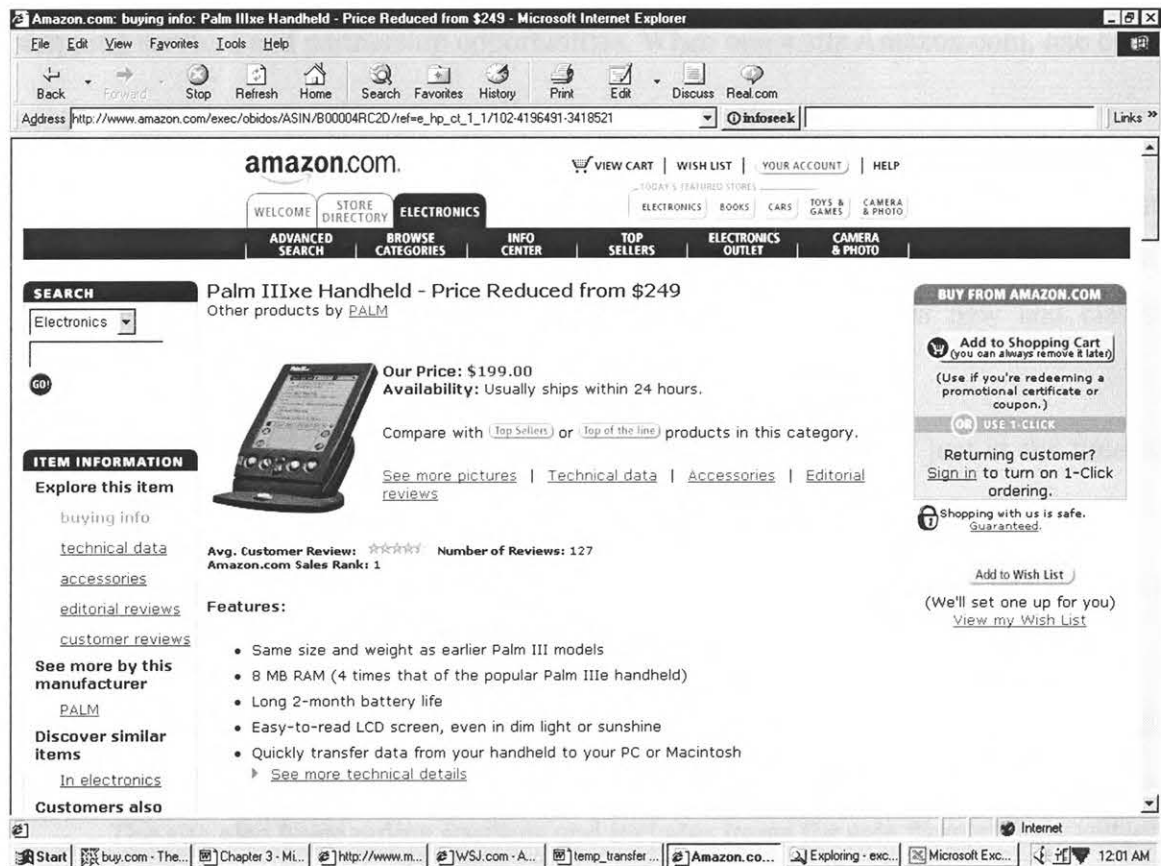 Amazon.com: buying info: Palm IIIxe Handheld - Price Reduced from $249 - Microsoft Internet Explorer
File Edit View Favorites Tools Help
Back Forward Stop Refresh Home Search Favorites History Print Edit Discuss Real.com
Address http://www.amazon.com/exec/obidos/ASIN/B00004RC2D/ref=e_hp_ct_1_1/102-4196491-3418521 infoseek Links »
amazon.com.
VIEW CART | WISH LIST | YOUR ACCOUNT | HELP
TODAY'S FEATURED STORES
ELECTRONICS BOOKS CARS TOYS & GAMES CAMERA & PHOTO
WELCOME STORE DIRECTORY ELECTRONICS
ADVANCED SEARCH | BROWSE CATEGORIES | INFO CENTER | TOP SELLERS | ELECTRONICS OUTLET | CAMERA & PHOTO
SEARCH
Electronics
GO!
ITEM INFORMATION
Explore this item
buying info
technical data
accessories
editorial reviews
customer reviews
See more by this
manufacturer
PALM
Discover similar
items
In electronics
Customers also
Palm IIIxe Handheld - Price Reduced from $249
Other products by PALM
Our Price: $199.00
Availability: Usually ships within 24 hours.
Compare with Top Sellers or Top of the line products in this category.
See more pictures | Technical data | Accessories | Editorial
reviews
Avg. Customer Review: Number of Reviews: 127
Amazon.com Sales Rank: 1
Features:
• Same size and weight as earlier Palm III models
• 8 MB RAM (4 times that of the popular Palm IIIe handheld)
• Long 2-month battery life
• Easy-to-read LCD screen, even in dim light or sunshine
• Quickly transfer data from your handheld to your PC or Macintosh
See more technical details
BUY FROM AMAZON.COM
Add to Shopping Cart
(you can always remove it later)
(Use if you're redeeming a
promotional certificate or
coupon.)
OR USE 1-CLICK
Returning customer?
Sign in to turn on 1-Click
ordering.
Shopping with us is safe.
Guaranteed.
Add to Wish List
(We'll set one up for you)
View my Wish List
Internet
Start buy.com - The... Chapter 3 - Mi... http://www.m... WSJ.com - A... temp_transfer ... Amazon.co... Exploring - exc... Microsoft Exc... 12:01 AM